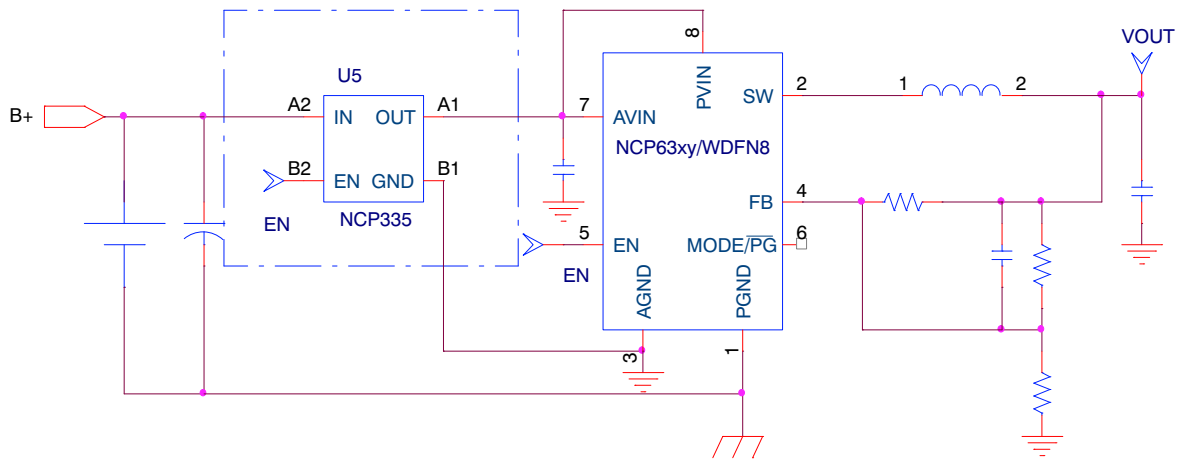 VOUT
8
U5
PVIN
2
1
2
SW
A2
A1
7
B+
IN
OUT
AVIN
NCP63xy/WDFN8
B2
B1
EN
GND
4
FB
NCP335
EN
5
6
EN
MODE/P̅G̅
EN
AGND
PGND
3
1